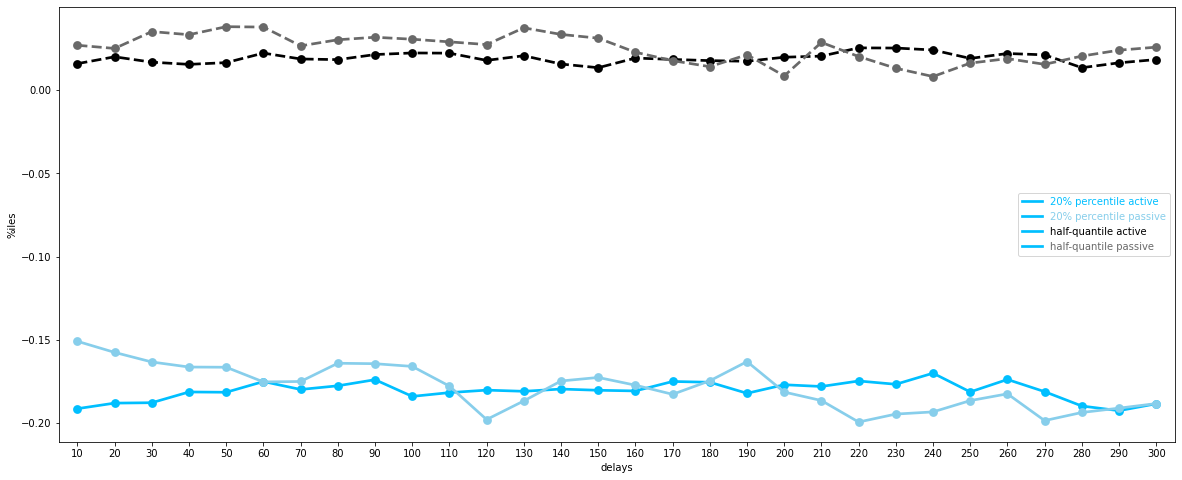 0.00
−0.05
−0.10
−0.15
−0.20
%iles
20% percentile active
20% percentile passive
half-quantile active
half-quantile passive
10 20 30 40 50 60 70 80 90 100 110 120 130 140 150 160 170 180 190 200 210 220 230 240 250 260 270 280 290 300
delays